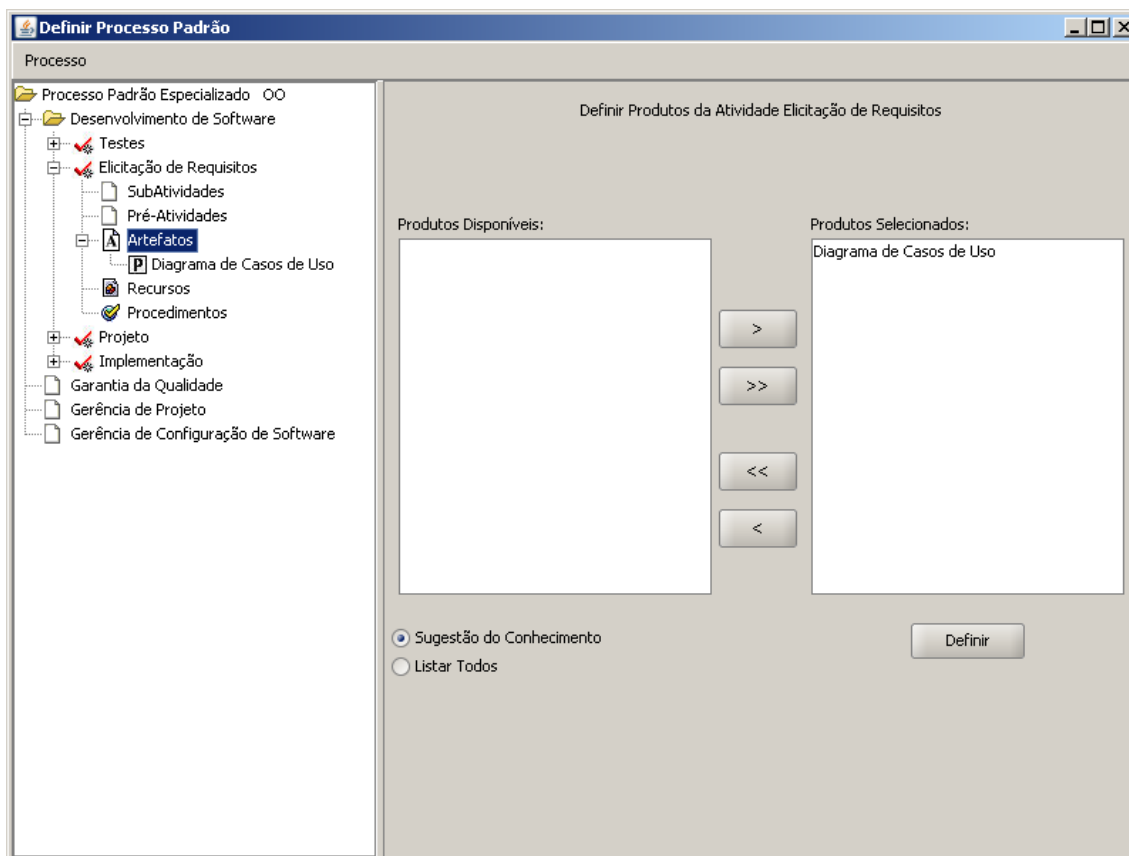 Definir Processo Padrão
Processo
Processo Padrão Especializado OO
Desenvolvimento de Software
Testes
Elicitação de Requisitos
SubAtividades
Pré-Atividades
A Artefatos
P Diagrama de Casos de Uso
Recursos
Procedimentos
Projeto
Implementação
Garantia da Qualidade
Gerência de Projeto
Gerência de Configuração de Software
Definir Produtos da Atividade Elicitação de Requisitos
Produtos Disponíveis:
>
>>
<<
<
Produtos Selecionados:
Diagrama de Casos de Uso
Sugestão do Conhecimento
Listar Todos
Definir